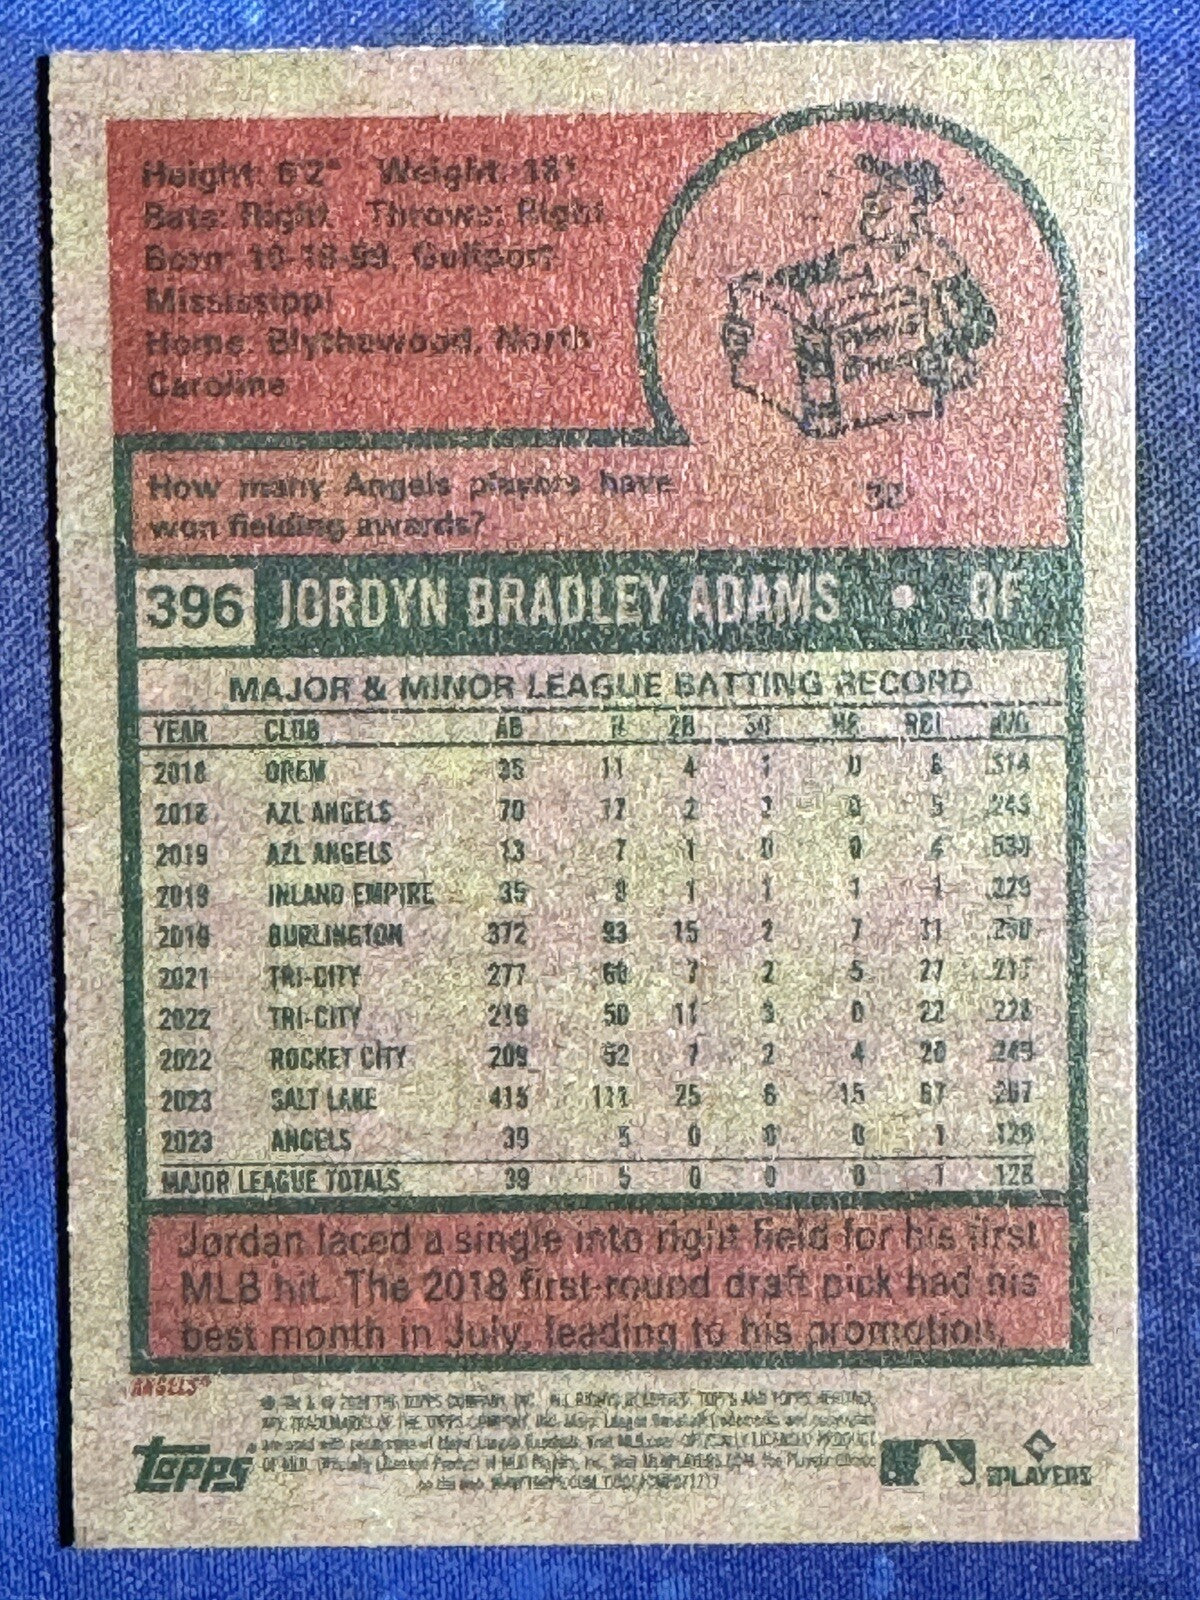 Height: 6'2" Weight: 181
Bats: Right Throws: Right
Born: 10-18-99, Gulfport
Mississippi
Home: Blythewood, North
Carolina
How many Angels players have
won fielding awards?
396 JORDYN BRADLEY ADAMS • OF
MAJOR & MINOR LEAGUE BATTING RECORD
YEAR CLUB AB R 2B 3B HR RBI AVG
2018 OREM 35 11 4 1 0 8 .314
2018 AZL ANGELS 70 17 2 2 0 5 .243
2019 AZL ANGELS 13 7 1 0 0 4 .538
2019 INLAND EMPIRE 35 8 1 1 1 1 .229
2019 BURLINGTON 372 93 15 2 7 31 .250
2021 TRI-CITY 277 60 7 2 5 27 .217
2022 TRI-CITY 219 50 11 3 0 22 .228
2022 ROCKET CITY 209 52 7 2 4 20 .249
2023 SALT LAKE 415 111 25 6 15 67 .267
2023 ANGELS 39 5 0 0 0 1 .128
MAJOR LEAGUE TOTALS 39 5 0 0 0 1 .128
Jordan laced a single into right field for his first
MLB hit. The 2018 first-round draft pick had his
best month in July, leading to his promotion.
ANGELS
topps
PLAYERS